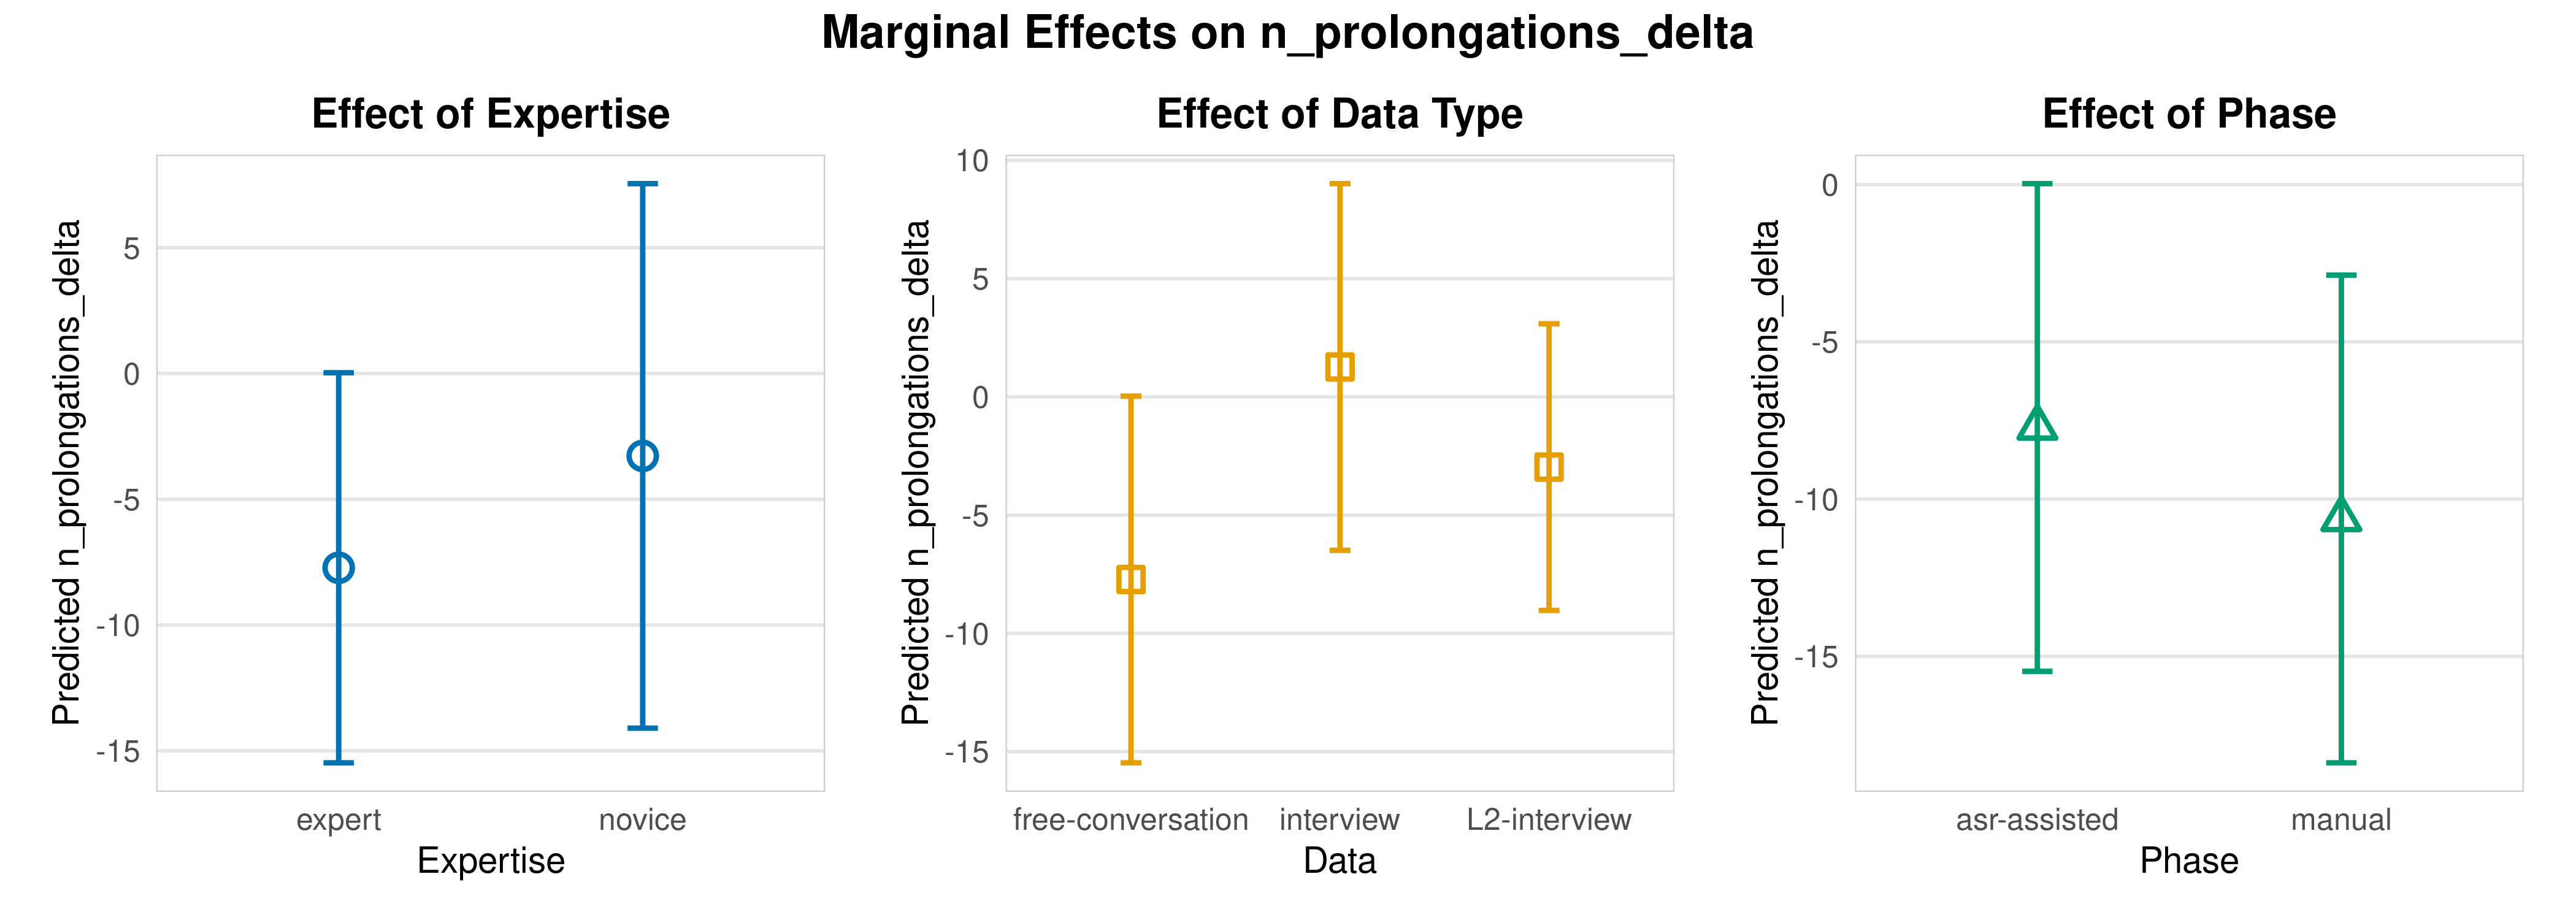 Marginal Effects on n_prolongations_delta
Effect of Expertise
Predicted n_prolongations_delta
5
0
-5
-10
-15
expert novice
Expertise
Effect of Data Type
Predicted n_prolongations_delta
10
5
0
-5
-10
-15
free-conversation interview L2-interview
Data
Effect of Phase
Predicted n_prolongations_delta
0
-5
-10
-15
asr-assisted manual
Phase